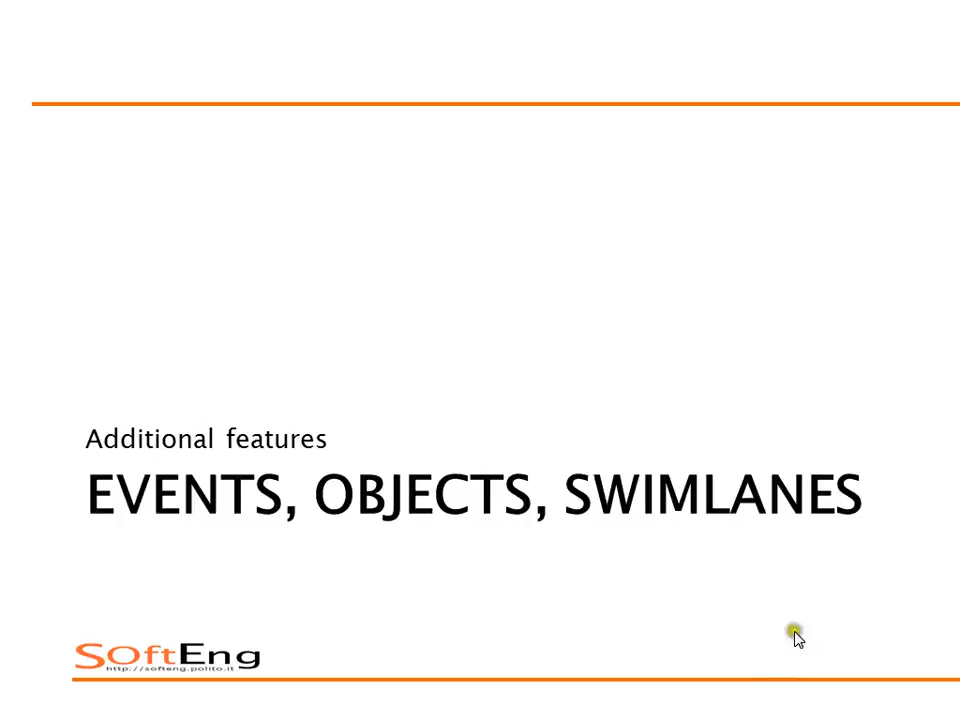 Additional features
EVENTS, OBJECTS, SWIMLANES
SOftEng
http://softeng.polito.it